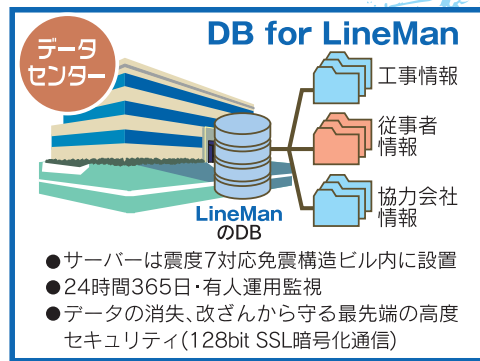 データ
センター
DB for LineMan
工事情報
従事者
情報
協力会社
情報
LineMan
のDB
●サーバーは震度7対応免震構造ビル内に設置
●24時間365日・有人運用監視
●データの消失、改ざんから守る最先端の高度
セキュリティ(128bit SSL暗号化通信)